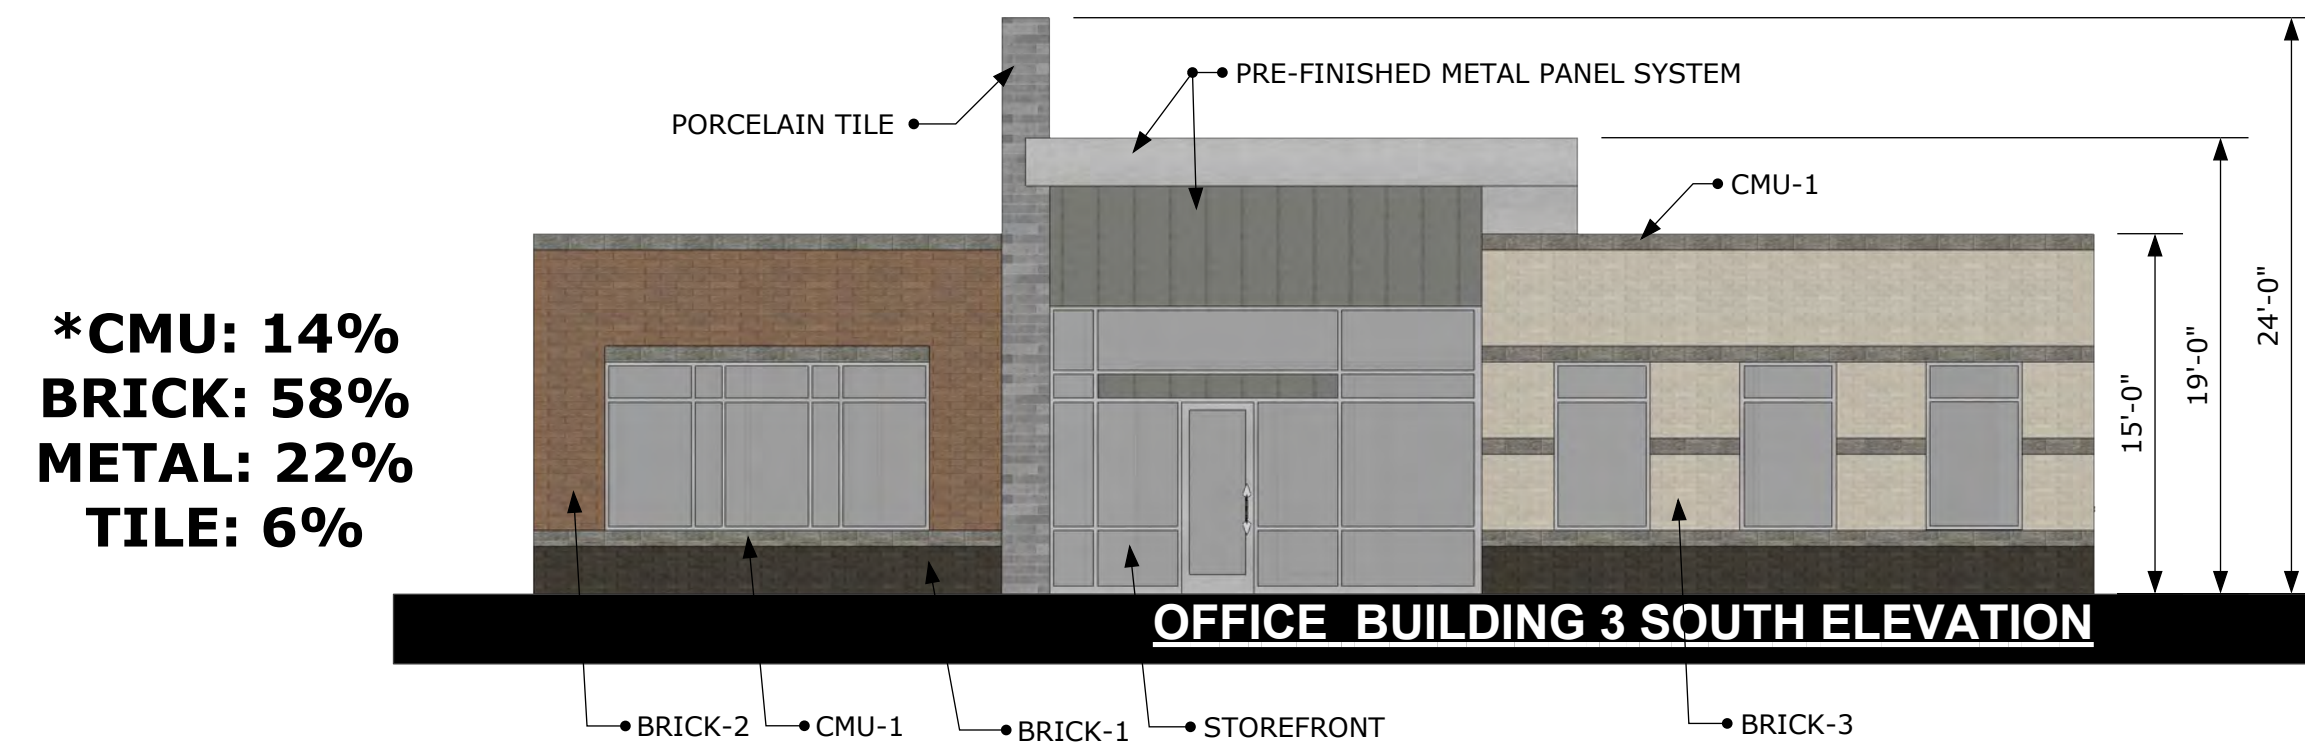 PRE-FINISHED METAL PANEL SYSTEM
PORCELAIN TILE
CMU-1
*CMU: 14%
BRICK: 58%
METAL: 22%
TILE: 6%
15'-0"
19'-0"
24'-0"
OFFICE BUILDING 3 SOUTH ELEVATION
BRICK-2
CMU-1
BRICK-1
STOREFRONT
BRICK-3